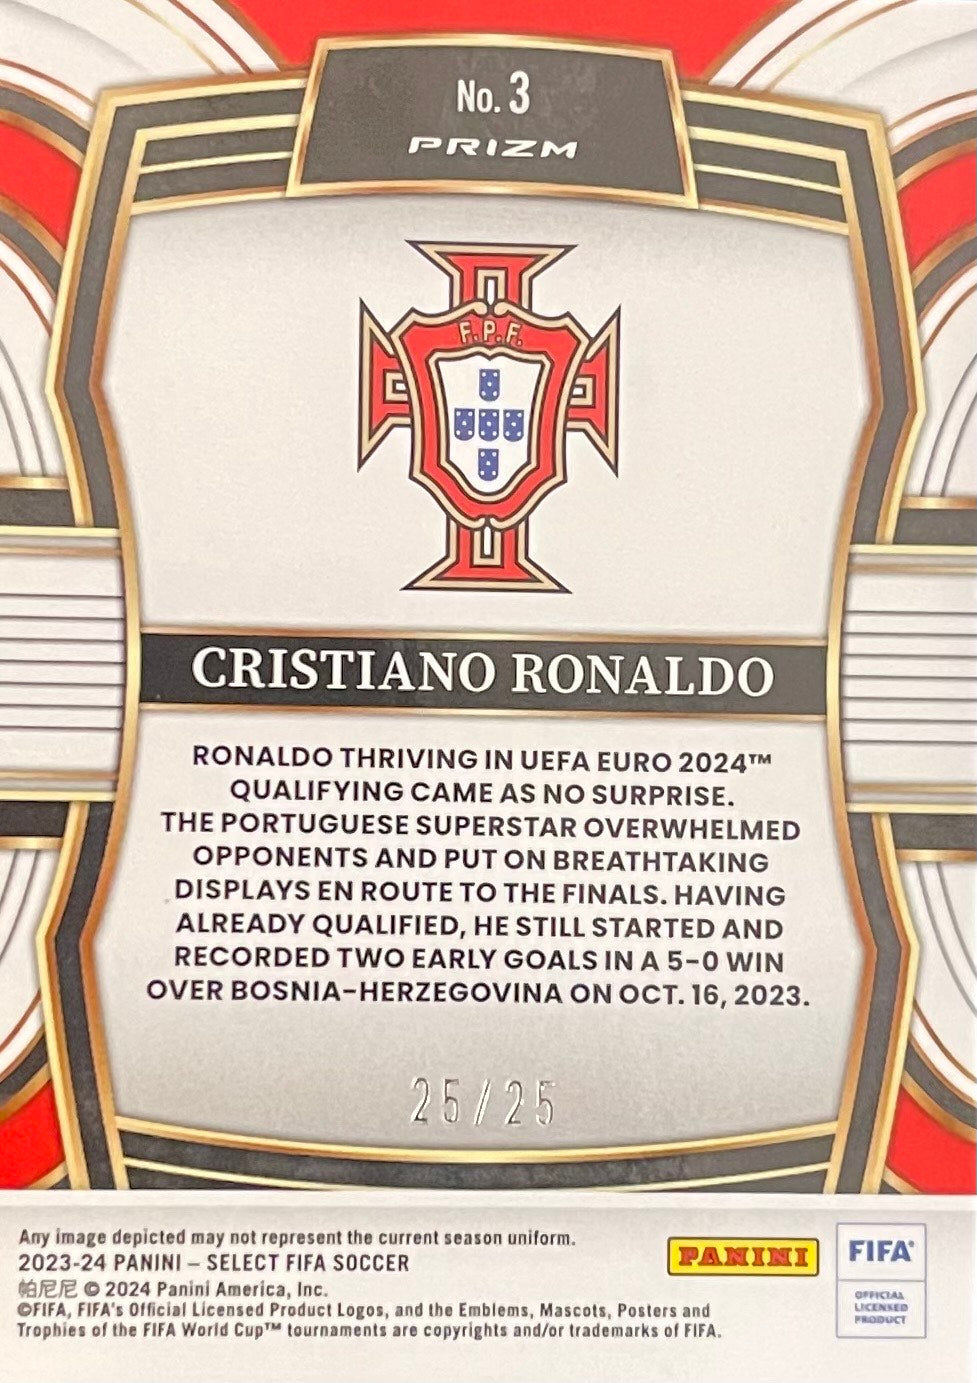 No. 3
PRIZM
F.P.F.
CRISTIANO RONALDO
RONALDO THRIVING IN UEFA EURO 2024™
QUALIFYING CAME AS NO SURPRISE.
THE PORTUGUESE SUPERSTAR OVERWHELMED
OPPONENTS AND PUT ON BREATHTAKING
DISPLAYS EN ROUTE TO THE FINALS. HAVING
ALREADY QUALIFIED, HE STILL STARTED AND
RECORDED TWO EARLY GOALS IN A 5-0 WIN
OVER BOSNIA-HERZEGOVINA ON OCT. 16, 2023.
25/25
Any image depicted may not represent the current season uniform.
2023-24 PANINI – SELECT FIFA SOCCER
帕尼尼 © 2024 Panini America, Inc.
©FIFA, FIFA's Official Licensed Product Logos, and the Emblems, Mascots, Posters and
Trophies of the FIFA World Cup™ tournaments are copyrights and/or trademarks of FIFA.
PANINI
FIFA®
OFFICIAL
LICENSED
PRODUCT